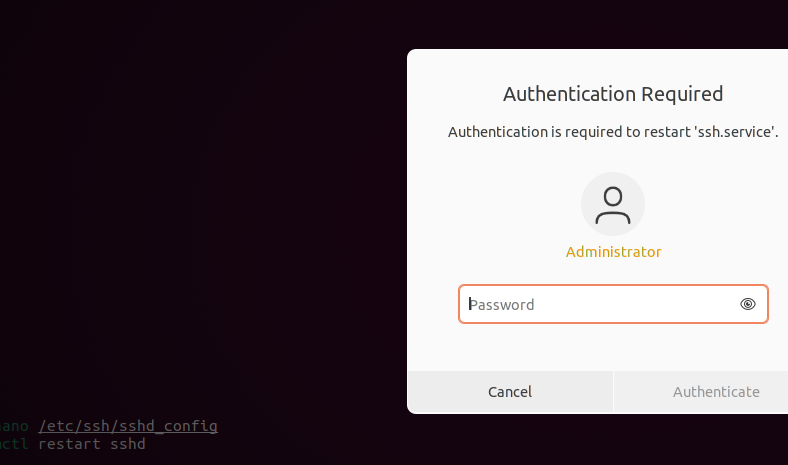 Authentication Required
Authentication is required to restart 'ssh.service'.
Administrator
Password
Cancel
Authenticate
nano /etc/ssh/sshd_config
ctl restart sshd